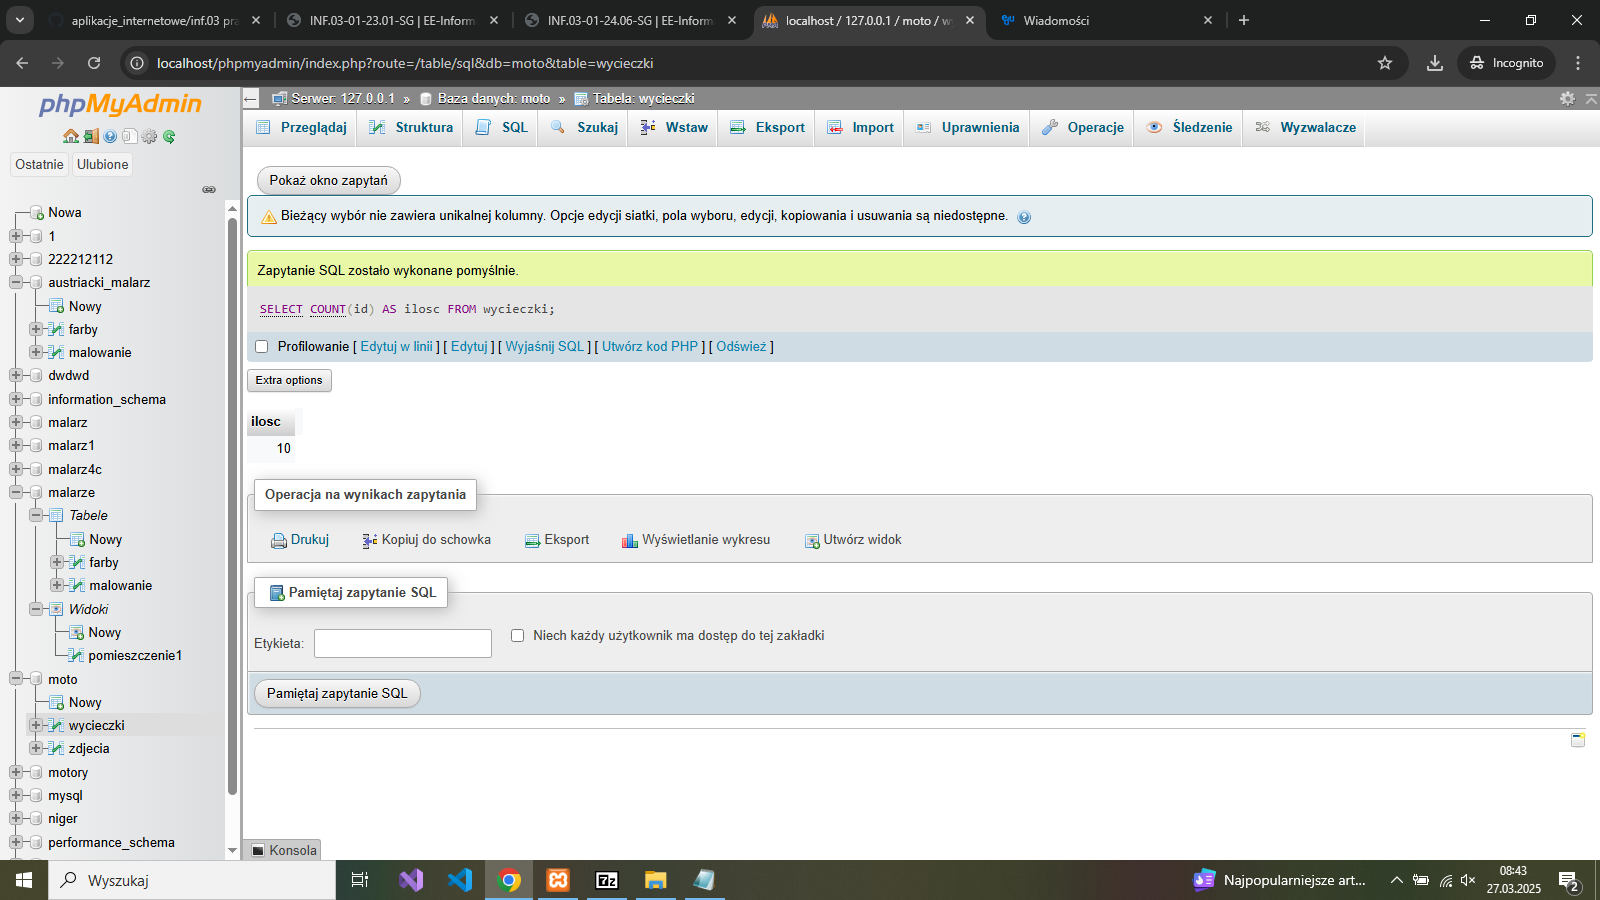 aplikacje_internetowe/inf.03 pra
INF.03-01-23.01-SG | EE-Inform
INF.03-01-24.06-SG | EE-Inform
localhost / 127.0.0.1 / moto / w
Wiadomości
localhost/phpmyadmin/index.php?route=/table/sql&db=moto&table=wycieczki
Incognito
phpMyAdmin
Ostatnie
Ulubione
Nowa
1
222212112
austriacki_malarz
Nowy
farby
malowanie
dwdwd
information_schema
malarz
malarz1
malarz4c
malarze
Tabele
Nowy
farby
malowanie
Widoki
Nowy
pomieszczenie1
moto
Nowy
wycieczki
zdjecia
motory
mysql
niger
performance_schema
Serwer: 127.0.0.1 » Baza danych: moto » Tabela: wycieczki
Przeglądaj
Struktura
SQL
Szukaj
Wstaw
Eksport
Import
Uprawnienia
Operacje
Śledzenie
Wyzwalacze
Pokaż okno zapytań
Bieżący wybór nie zawiera unikalnej kolumny. Opcje edycji siatki, pola wyboru, edycji, kopiowania i usuwania są niedostępne.
Zapytanie SQL zostało wykonane pomyślnie.
SELECT COUNT(id) AS ilosc FROM wycieczki;
Profilowanie [ Edytuj w linii ] [ Edytuj ] [ Wyjaśnij SQL ] [ Utwórz kod PHP ] [ Odśwież ]
Extra options
ilosc
10
Operacja na wynikach zapytania
Drukuj
Kopiuj do schowka
Eksport
Wyświetlanie wykresu
Utwórz widok
Pamiętaj zapytanie SQL
Etykieta:
Niech każdy użytkownik ma dostęp do tej zakładki
Pamiętaj zapytanie SQL
Konsola
Wyszukaj
7z
Najpopularniejsze art...
08:43
27.03.2025
2